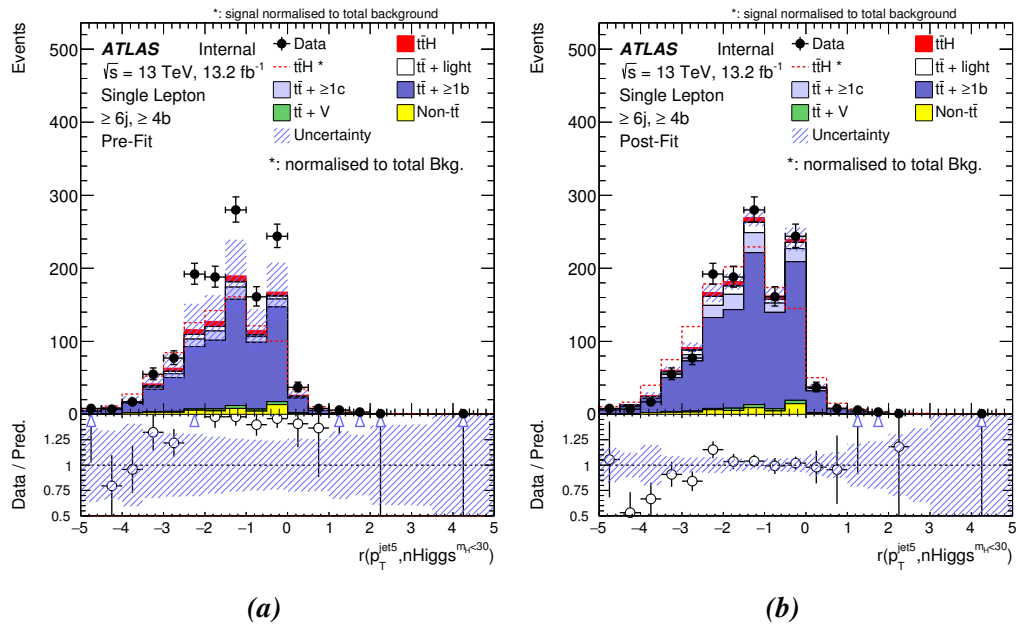 *: signal normalised to total background
Events
500
400
300
200
100
0
ATLAS Internal
√s = 13 TeV, 13.2 fb⁻¹
Single Lepton
≥ 6j, ≥ 4b
Pre-Fit
Data
tt̄H
tt̄H *
tt̄ + light
tt̄ + ≥1c
tt̄ + ≥1b
tt̄ + V
Non-tt̄
Uncertainty
*: normalised to total Bkg.
Data / Pred.
1.25
1
0.75
0.5
−5 −4 −3 −2 −1 0 1 2 3 4 5
r(p_T^jet5,nHiggs^m_H<30)
(a)
*: signal normalised to total background
Events
500
400
300
200
100
0
ATLAS Internal
√s = 13 TeV, 13.2 fb⁻¹
Single Lepton
≥ 6j, ≥ 4b
Post-Fit
Data
tt̄H
tt̄H *
tt̄ + light
tt̄ + ≥1c
tt̄ + ≥1b
tt̄ + V
Non-tt̄
Uncertainty
*: normalised to total Bkg.
Data / Pred.
1.25
1
0.75
0.5
−5 −4 −3 −2 −1 0 1 2 3 4 5
r(p_T^jet5,nHiggs^m_H<30)
(b)